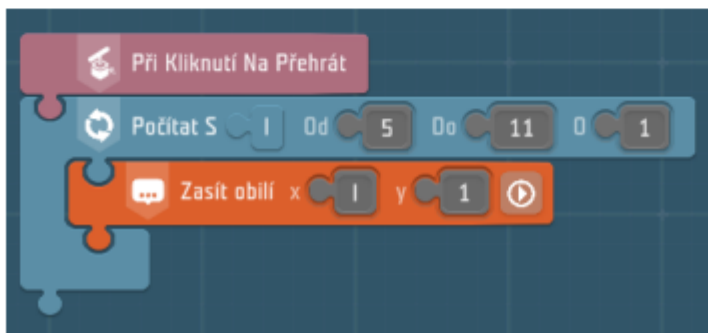 Při Kliknutí Na Přehrát
Počítat S I Od 5 Do 11 O 1
Zasít obilí x I y 1